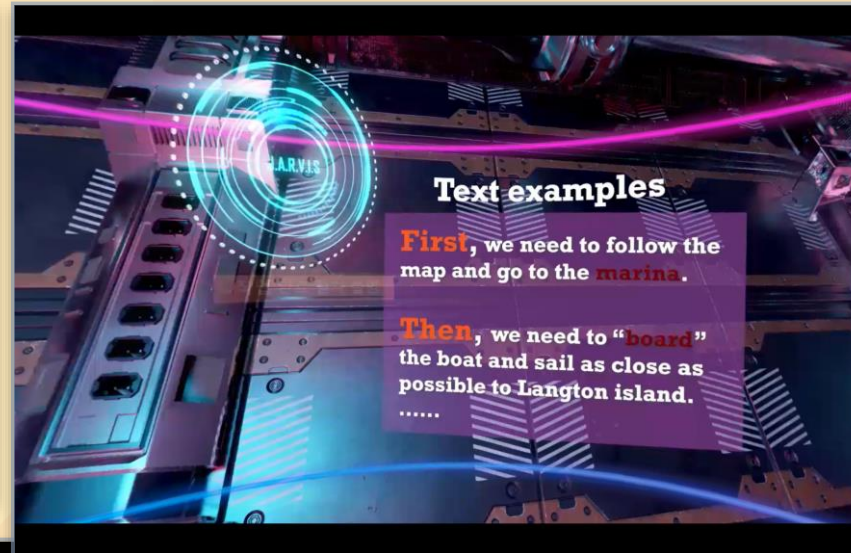 J.A.R.V.I.S
Text examples
First, we need to follow the
map and go to the marina.
Then, we need to “board”
the boat and sail as close as
possible to Langton island.
......